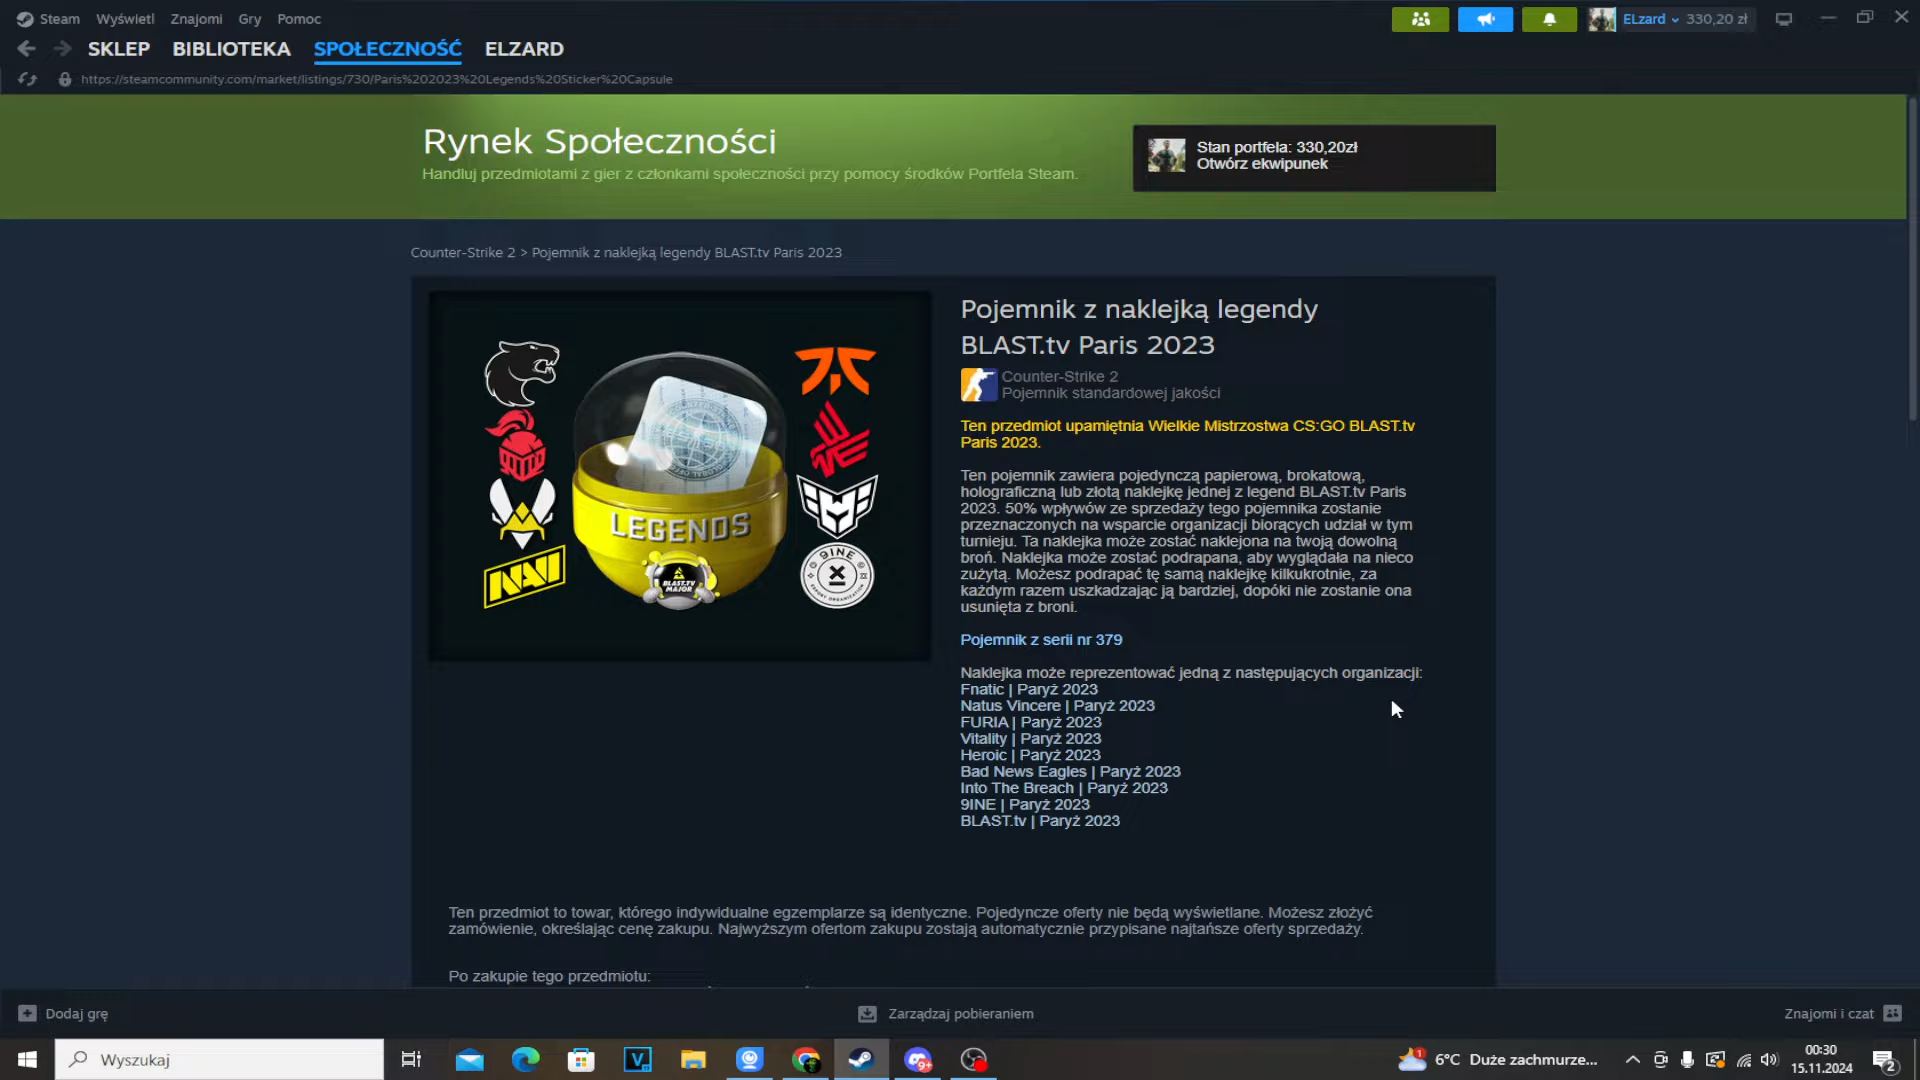 Steam Wyświetl Znajomi Gry Pomoc
ELzard 330,20 zł
SKLEP BIBLIOTEKA SPOŁECZNOŚĆ ELZARD
https://steamcommunity.com/market/listings/730/Paris%202023%20Legends%20Sticker%20Capsule
Rynek Społeczności
Handluj przedmiotami z gier z członkami społeczności przy pomocy środków Portfela Steam.
Stan portfela: 330,20zł
Otwórz ekwipunek
Counter-Strike 2 > Pojemnik z naklejką legendy BLAST.tv Paris 2023
LEGENDS
BLAST.TV
MAJOR
NAVI
9INE
ESPORT ORGANISATION
Pojemnik z naklejką legendy
BLAST.tv Paris 2023
Counter-Strike 2
Pojemnik standardowej jakości
Ten przedmiot upamiętnia Wielkie Mistrzostwa CS:GO BLAST.tv
Paris 2023.
Ten pojemnik zawiera pojedynczą papierową, brokatową,
holograficzną lub złotą naklejkę jednej z legend BLAST.tv Paris
2023. 50% wpływów ze sprzedaży tego pojemnika zostanie
przeznaczonych na wsparcie organizacji biorących udział w tym
turnieju. Ta naklejka może zostać naklejona na twoją dowolną
broń. Naklejka może zostać podrapana, aby wyglądała na nieco
zużytą. Możesz podrapać tę samą naklejkę kilkukrotnie, za
każdym razem uszkadzając ją bardziej, dopóki nie zostanie ona
usunięta z broni.
Pojemnik z serii nr 379
Naklejka może reprezentować jedną z następujących organizacji:
Fnatic | Paryż 2023
Natus Vincere | Paryż 2023
FURIA | Paryż 2023
Vitality | Paryż 2023
Heroic | Paryż 2023
Bad News Eagles | Paryż 2023
Into The Breach | Paryż 2023
9INE | Paryż 2023
BLAST.tv | Paryż 2023
Ten przedmiot to towar, którego indywidualne egzemplarze są identyczne. Pojedyncze oferty nie będą wyświetlane. Możesz złożyć
zamówienie, określając cenę zakupu. Najwyższym ofertom zakupu zostają automatycznie przypisane najtańsze oferty sprzedaży.
Po zakupie tego przedmiotu:
Dodaj grę
Zarządzaj pobieraniem
Znajomi i czat
Wyszukaj
9+
1
6°C Duże zachmurze...
00:30
15.11.2024
2